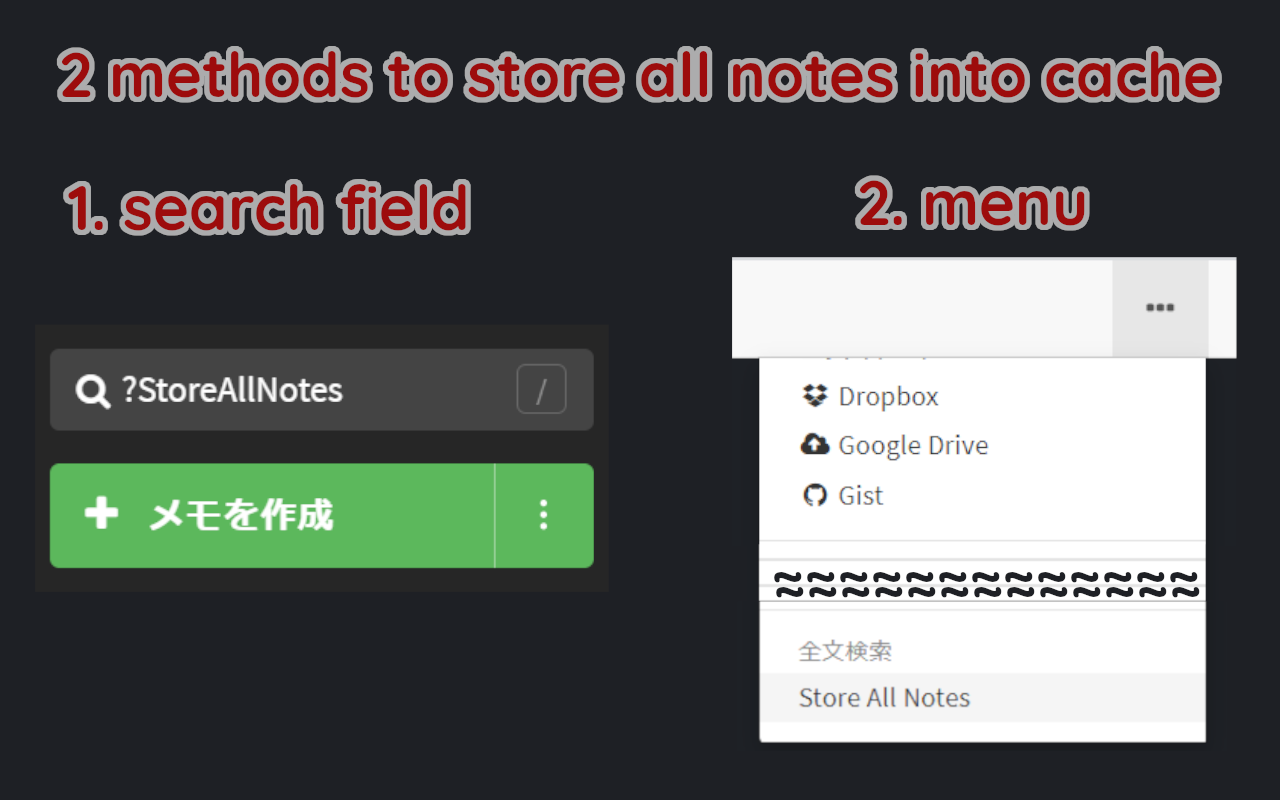 2 methods to store all notes into cache
1. search field
?StoreAllNotes /
メモを作成
2. menu
Dropbox
Google Drive
Gist
全文検索
Store All Notes